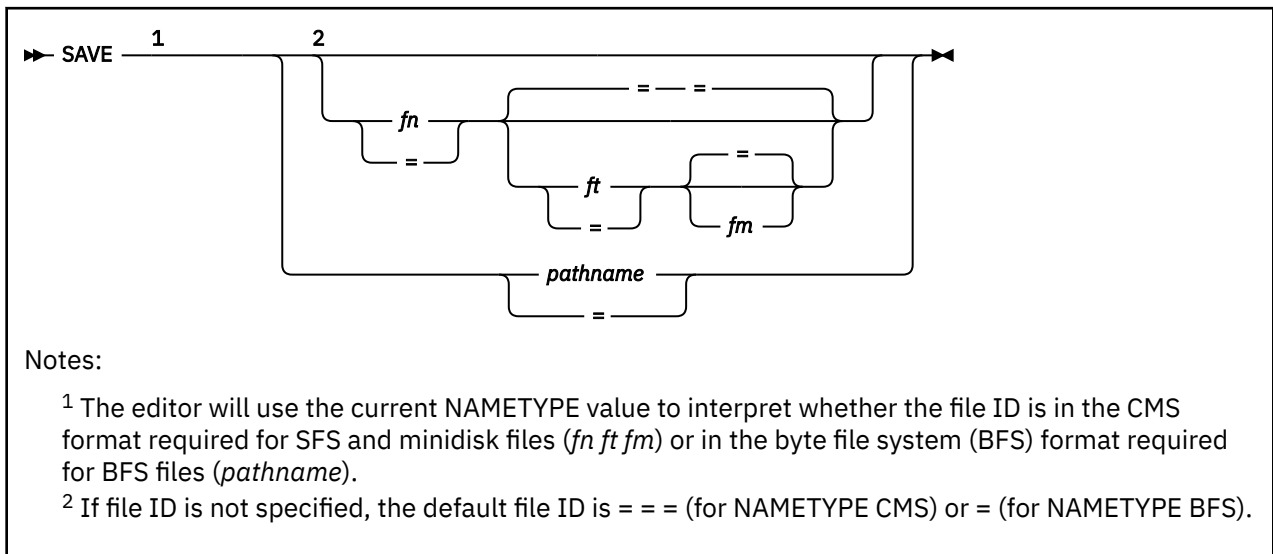 SAVE 1 2
= =
fn
=
=
ft
=
fm
pathname
=
Notes:
1 The editor will use the current NAMETYPE value to interpret whether the file ID is in the CMS
format required for SFS and minidisk files (fn ft fm) or in the byte file system (BFS) format required
for BFS files (pathname).
2 If file ID is not specified, the default file ID is = = = (for NAMETYPE CMS) or = (for NAMETYPE BFS).